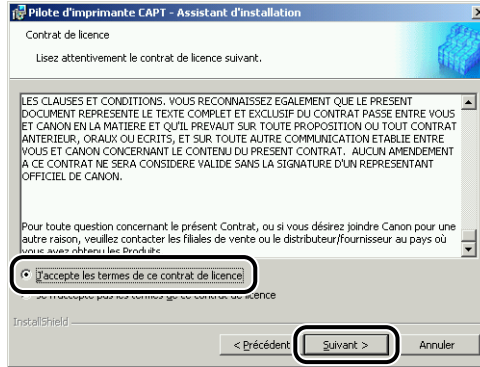 Pilote d'imprimante CAPT - Assistant d'installation
Contrat de licence
Lisez attentivement le contrat de licence suivant.
LES CLAUSES ET CONDITIONS. VOUS RECONNAISSEZ EGALEMENT QUE LE PRESENT
DOCUMENT REPRESENTE LE TEXTE COMPLET ET EXCLUSIF DU CONTRAT PASSE ENTRE VOUS
ET CANON EN LA MATIERE ET QU'IL PREVAUT SUR TOUTE PROPOSITION OU TOUT CONTRAT
ANTERIEUR, ORAUX OU ECRITS, ET SUR TOUTE AUTRE COMMUNICATION ETABLIE ENTRE
VOUS ET CANON CONCERNANT LE CONTENU DU PRESENT CONTRAT. AUCUN AMENDEMENT
A CE CONTRAT NE SERA CONSIDERE VALIDE SANS LA SIGNATURE D'UN REPRESENTANT
OFFICIEL DE CANON.
Pour toute question concernant le présent Contrat, ou si vous désirez joindre Canon pour une
autre raison, veuillez contacter les filiales de vente ou le distributeur/fournisseur au pays où
vous avez obtenu les Produits.
J'accepte les termes de ce contrat de licence
Je n'accepte pas les termes de ce contrat de licence
InstallShield
< Précédent
Suivant >
Annuler